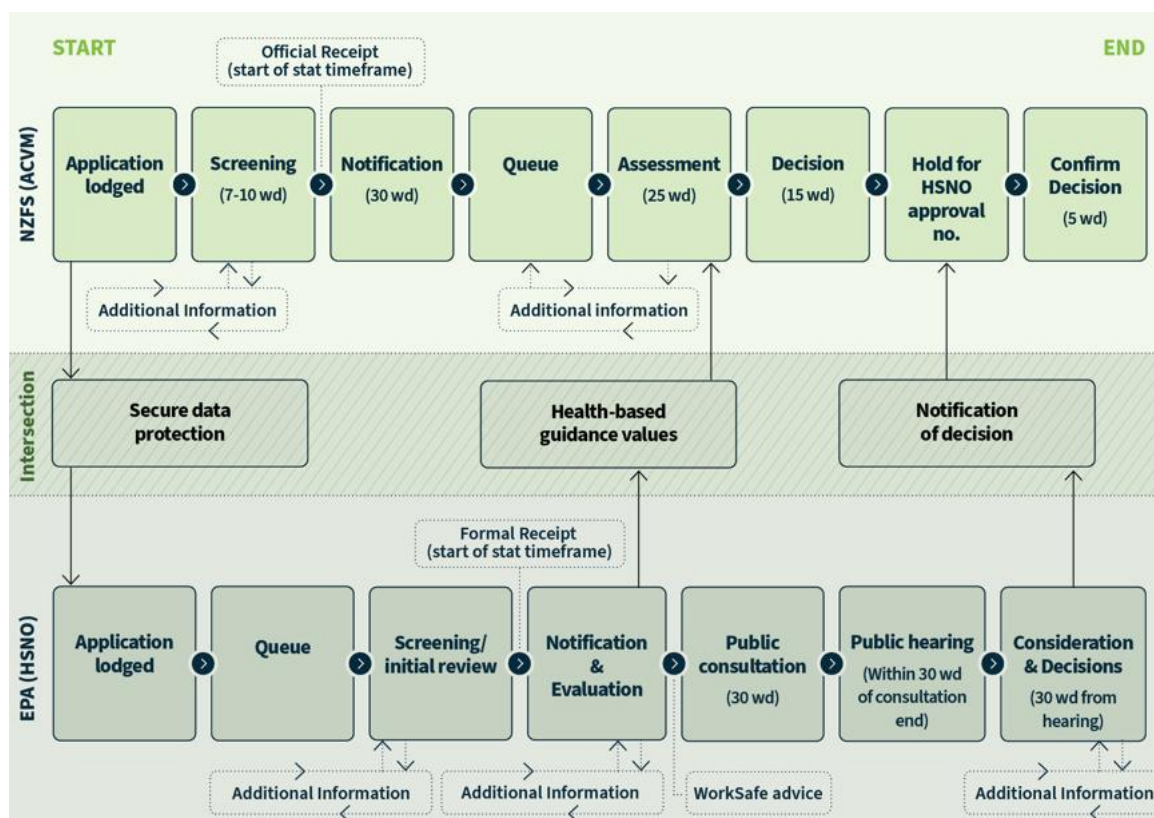 START
END
Official Receipt
(start of stat timeframe)
NZFS (ACVM)
Application
lodged
Screening
(7-10 wd)
Notification
(30 wd)
Queue
Assessment
(25 wd)
Decision
(15 wd)
Hold for
HSNO
approval
no.
Confirm
Decision
(5 wd)
Additional Information
Additional information
Intersection
Secure data
protection
Health-based
guidance values
Notification
of decision
Formal Receipt
(start of stat timeframe)
EPA (HSNO)
Application
lodged
Queue
Screening/
initial review
Notification
&
Evaluation
Public
consultation
(30 wd)
Public hearing
(Within 30 wd
of consultation
end)
Consideration
& Decisions
(30 wd from
hearing)
Additional Information
Additional Information
WorkSafe advice
Additional Information